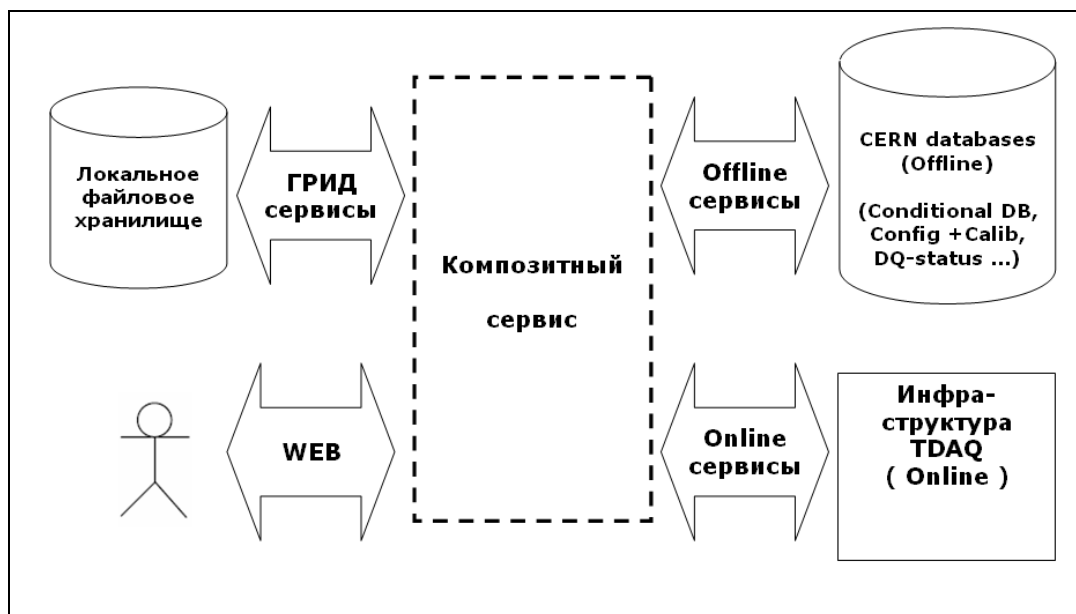 Локальное
файловое
хранилище
ГРИД
сервисы
Композитный
сервис
Offline
сервисы
CERN databases
(Offline)
(Conditional DB,
Config +Calib,
DQ-status ...)
WEB
Online
сервисы
Инфра-
структура
TDAQ
( Online )